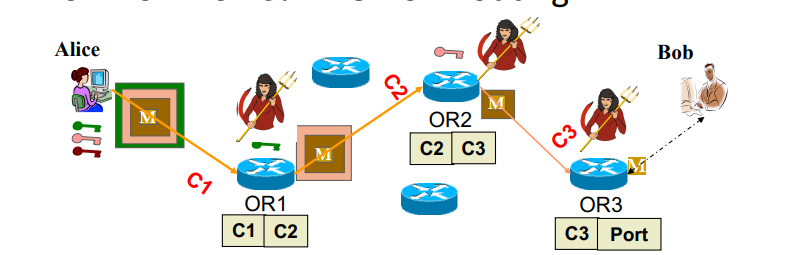 Alice
Bob
M
C1
C2
M
M
C3
M
OR1
C1 C2
OR2
C2 C3
OR3
C3 Port